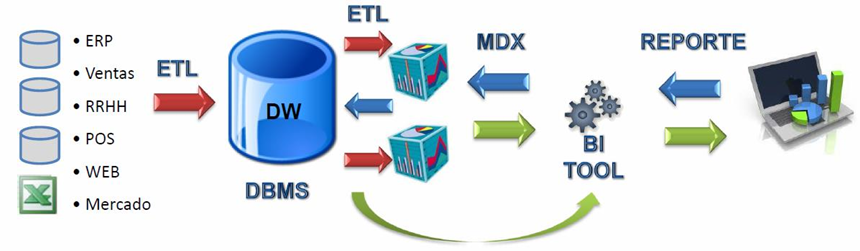 • ERP
• Ventas
• RRHH
• POS
• WEB
• Mercado
ETL
DW
DBMS
ETL
MDX
BI
TOOL
REPORTE